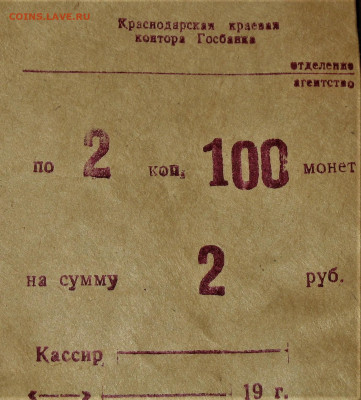 COINS.LAVE.RU
Краснодарская краевая
контора Госбанка
отделение
агентство
по 2 коп. 100 монет
на сумму 2 руб.
Кассир
19 г.